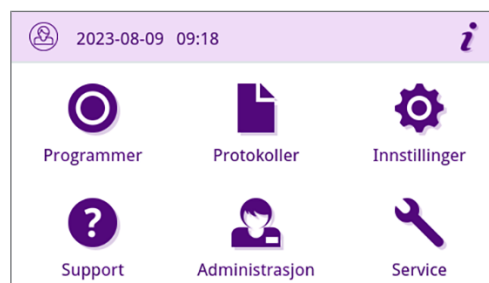 2023-08-09 09:18 i
Programmer Protokoller Innstillinger
? 
Support Administrasjon Service